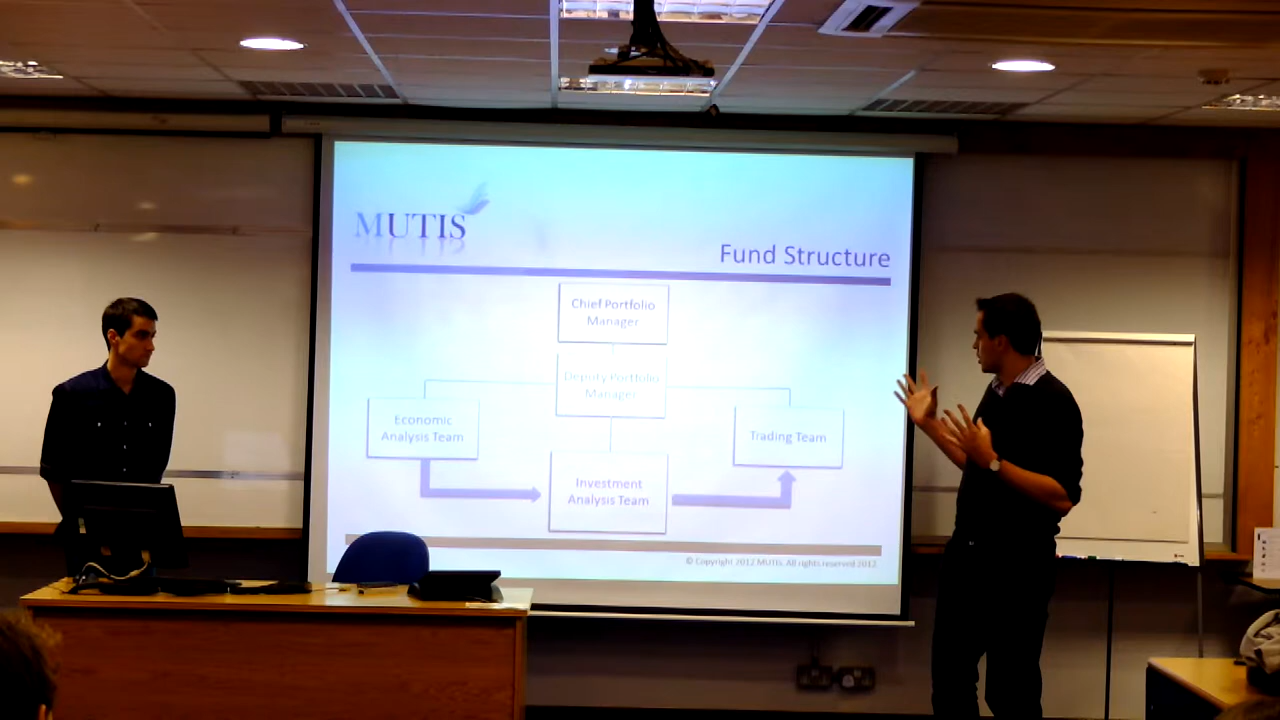 MUTIS
Fund Structure
Chief Portfolio
Manager
Deputy Portfolio
Manager
Economic
Analysis Team
Trading Team
Investment
Analysis Team
© Copyright 2012 MUTIS. All rights reserved 2012